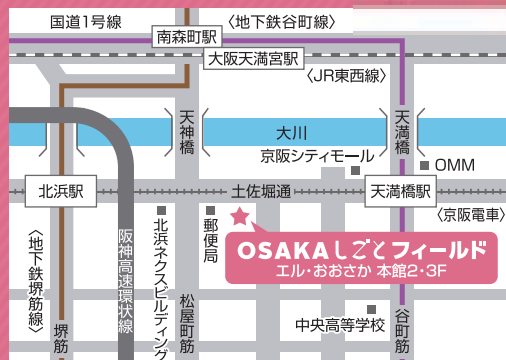 国道1号線
〈地下鉄谷町線〉
南森町駅
大阪天満宮駅
〈JR東西線〉
天神橋
大川
天満橋
京阪シティモール
OMM
北浜駅
土佐堀通
天満橋駅
〈京阪電車〉
〈地下鉄堺筋線〉
阪神高速環状線
北浜ネクスビルディング
郵便局
OSAKAしごとフィールド
エル・おおさか 本館2・3F
堺筋
松屋町筋
中央高等学校
谷町筋